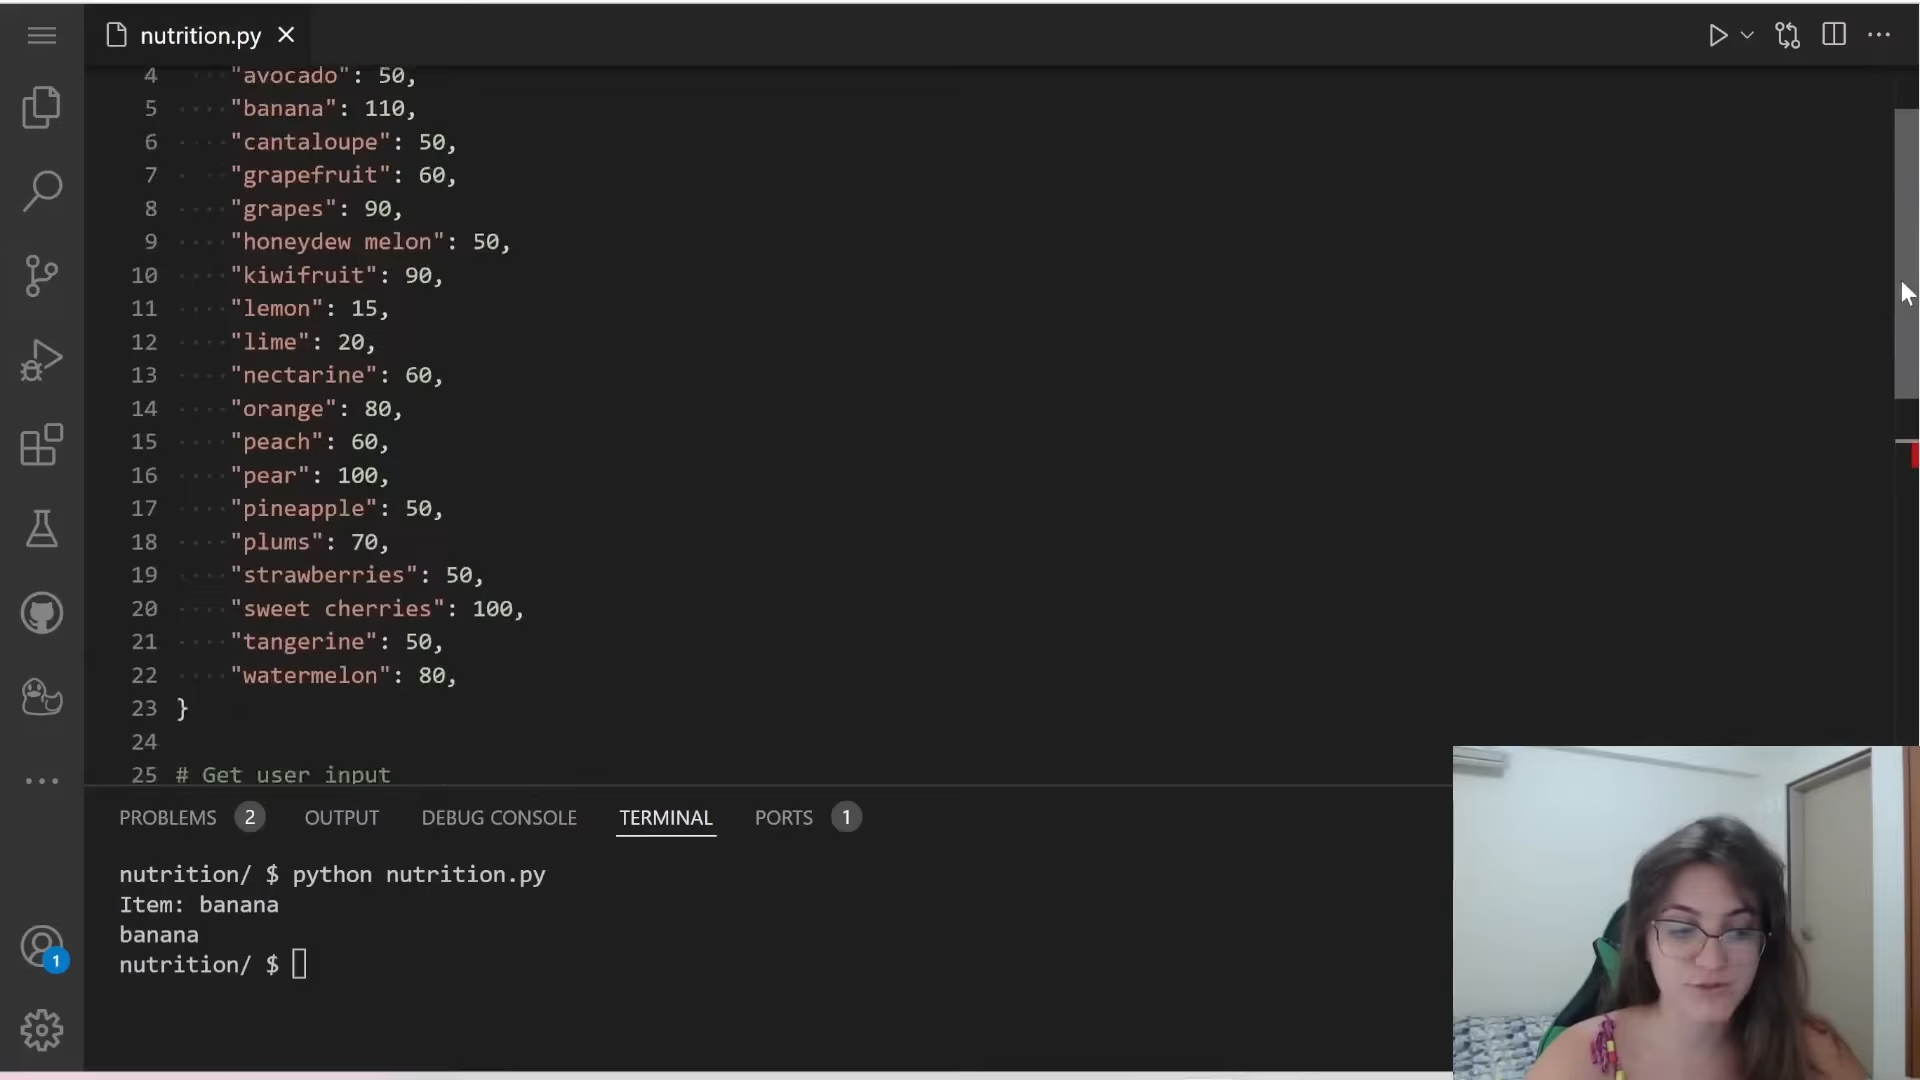 nutrition.py
4 "avocado": 50,
5 "banana": 110,
6 "cantaloupe": 50,
7 "grapefruit": 60,
8 "grapes": 90,
9 "honeydew melon": 50,
10 "kiwifruit": 90,
11 "lemon": 15,
12 "lime": 20,
13 "nectarine": 60,
14 "orange": 80,
15 "peach": 60,
16 "pear": 100,
17 "pineapple": 50,
18 "plums": 70,
19 "strawberries": 50,
20 "sweet cherries": 100,
21 "tangerine": 50,
22 "watermelon": 80,
23 }
24
25 # Get user input
PROBLEMS 2 OUTPUT DEBUG CONSOLE TERMINAL PORTS 1
nutrition/ $ python nutrition.py
Item: banana
banana
nutrition/ $
1